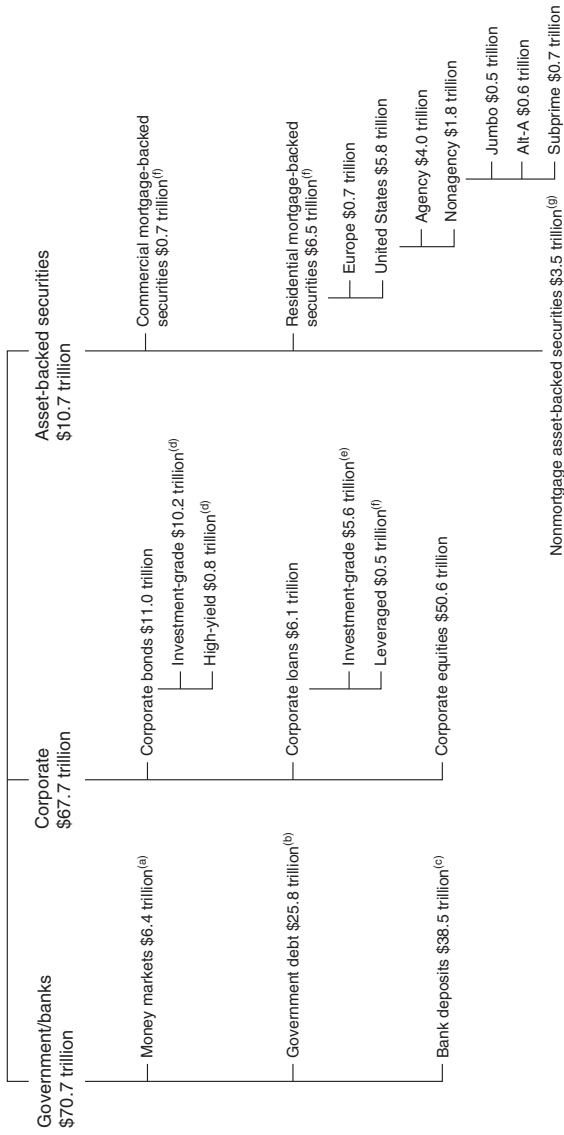 Government/banks
$70.7 trillion
Money markets $6.4 trillion(a)
Government debt $25.8 trillion(b)
Bank deposits $38.5 trillion(c)
Corporate
$67.7 trillion
Corporate bonds $11.0 trillion
Investment-grade $10.2 trillion(d)
High-yield $0.8 trillion(d)
Corporate loans $6.1 trillion
Investment-grade $5.6 trillion(e)
Leveraged $0.5 trillion(f)
Corporate equities $50.6 trillion
Asset-backed securities
$10.7 trillion
Commercial mortgage-backed
securities $0.7 trillion(f)
Residential mortgage-backed
securities $6.5 trillion(f)
Europe $0.7 trillion
United States $5.8 trillion
Agency $4.0 trillion
Nonagency $1.8 trillion
Jumbo $0.5 trillion
Alt-A $0.6 trillion
Subprime $0.7 trillion
Nonmortgage asset-backed securities $3.5 trillion(g)